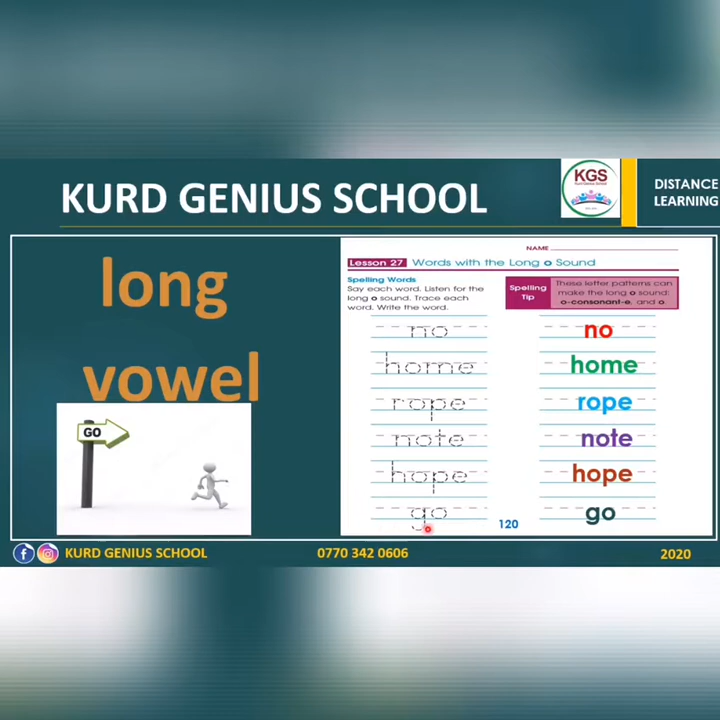 KURD GENIUS SCHOOL
KGS
Kurd Genius School
DISTANCE
LEARNING
long
vowel
GO
NAME
Lesson 27 Words with the Long o Sound
Spelling Words
Say each word. Listen for the
long o sound. Trace each
word. Write the word.
Spelling
Tip
These letter patterns can
make the long o sound:
o-consonant-e, and o.
no no
home home
rope rope
note note
hope hope
go go
120
KURD GENIUS SCHOOL 0770 342 0606 2020